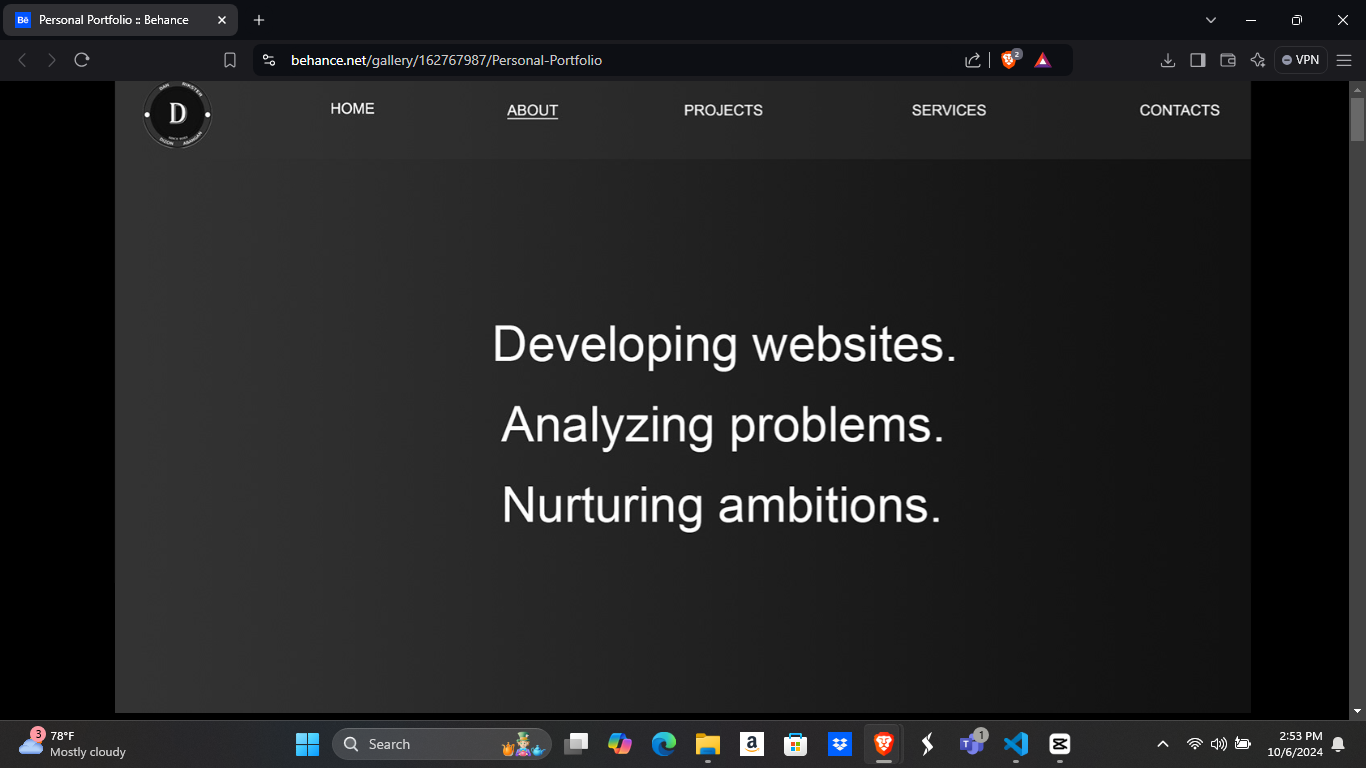 Personal Portfolio :: Behance
behance.net/gallery/162767987/Personal-Portfolio
2
VPN
D
HOME
ABOUT
PROJECTS
SERVICES
CONTACTS
Developing websites.
Analyzing problems.
Nurturing ambitions.
3
78°F
Mostly cloudy
Search
1
2:53 PM
10/6/2024